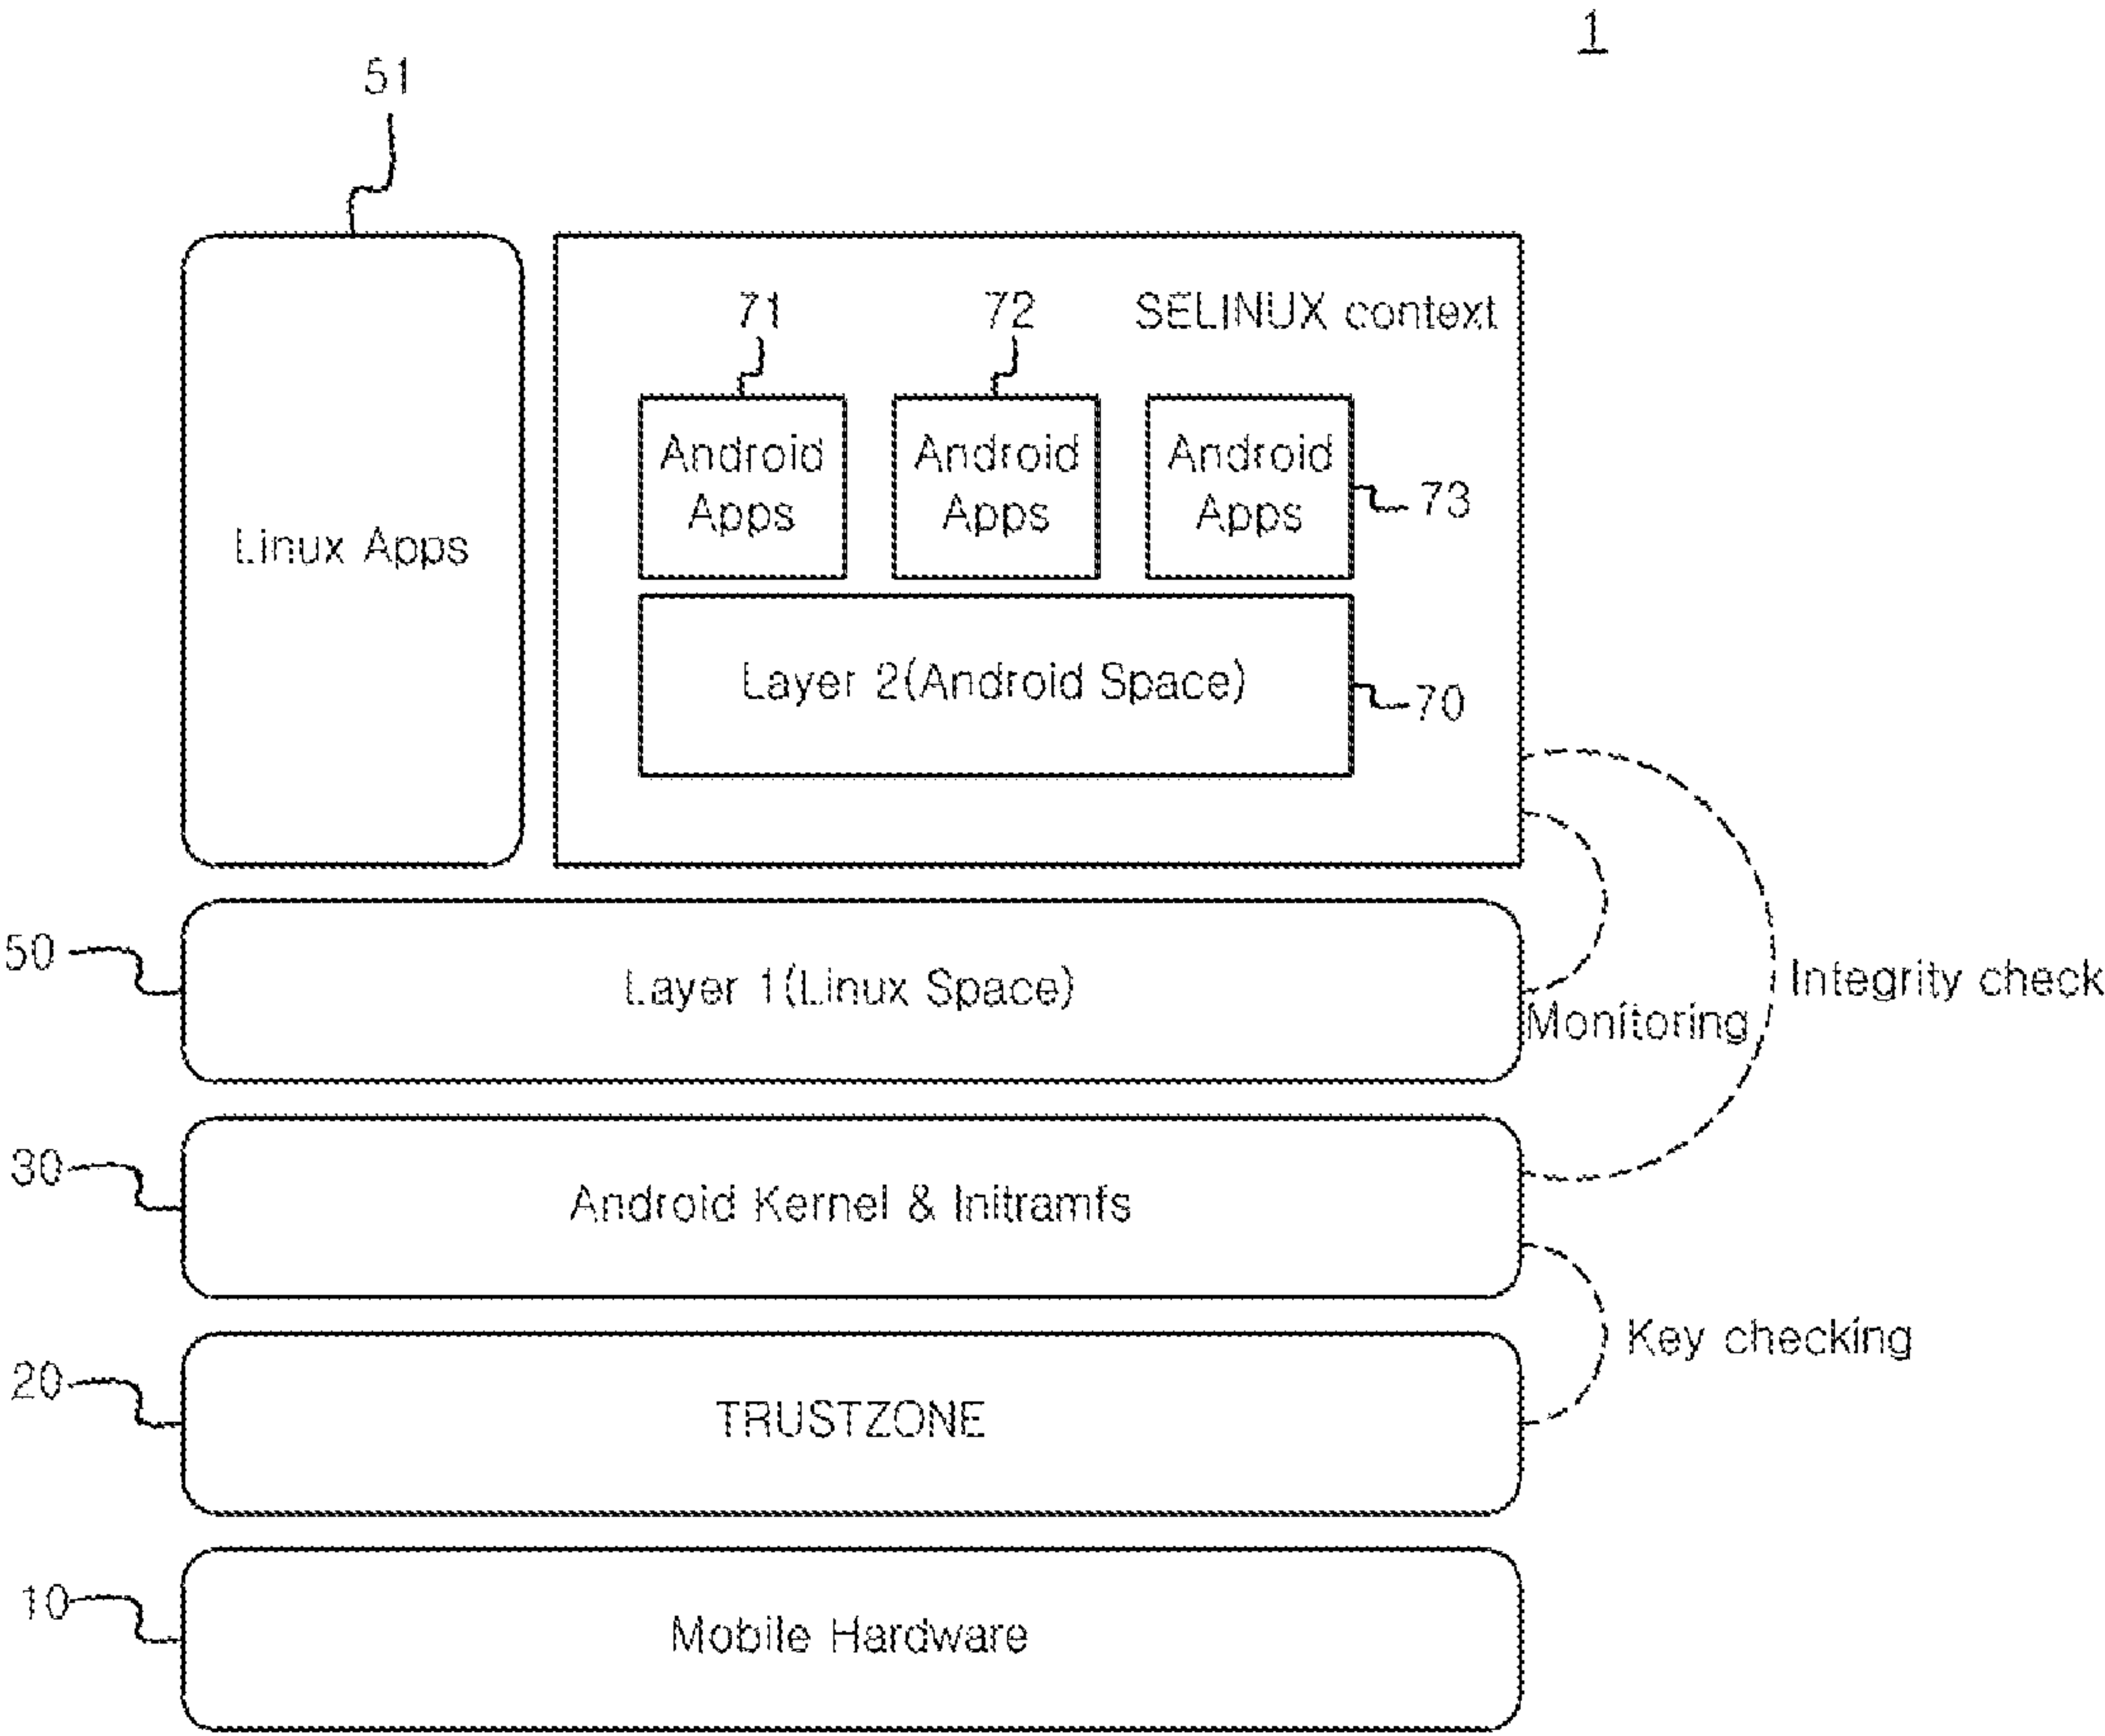 1
51
71
72
SELINUX context
Android
Apps
Android
Apps
Android
Apps
73
Linux Apps
Layer 2(Android Space)
70
50
Layer 1(Linux Space)
Integrity check
Monitoring
30
Android Kernel & Initramfs
Key checking
20
TRUSTZONE
10
Mobile Hardware